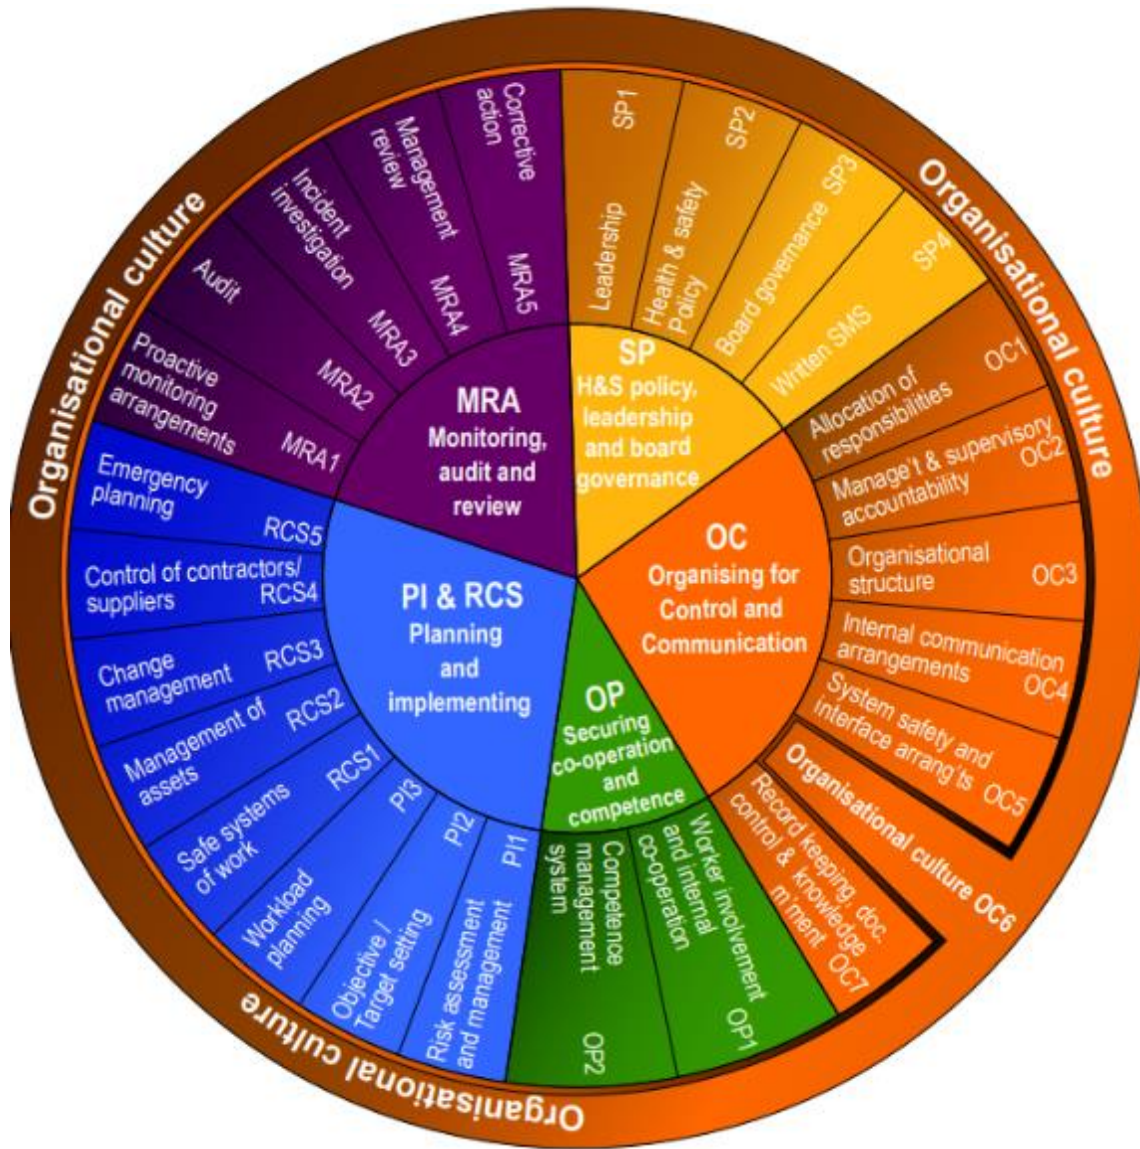 Organisational culture
Organisational culture
Organisational culture
SP
H&S policy,
leadership
and board
governance
Leadership SP1
Health & safety
Policy
SP2
Board governance SP3
Written SMS SP4
OC
Organising for
Control and
Communication
Allocation of
responsibilities
OC1
Manage't & supervisory
accountability OC2
Organisational
structure
OC3
Internal communication
arrangements OC4
System safety and
interface arrang'ts OC5
Organisational culture OC6
Record keeping, doc.
control & knowledge
m'ment OC7
OP
Securing
co-operation
and
competence
Worker involvement
and internal
co-operation
OP1
Competence
management
system
OP2
PI & RCS
Planning
and
implementing
Risk assessment
and management
PI1
Objective /
Target setting
PI2
Workload
planning
PI3
Safe systems
of work
RCS1
Management of
assets
RCS2
Change
management
RCS3
Control of contractors/
suppliers RCS4
Emergency
planning
RCS5
MRA
Monitoring,
audit and
review
Proactive
monitoring
arrangements
MRA1
Audit
MRA2
Incident
investigation
MRA3
Management
review
MRA4
Corrective
action
MRA5